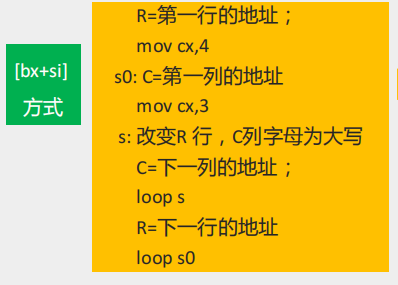 [bx+si]
方式
R=第一行的地址；
mov cx,4
s0: C=第一列的地址
mov cx,3
s: 改变R 行，C列字母为大写
C=下一列的地址；
loop s
R=下一行的地址
loop s0